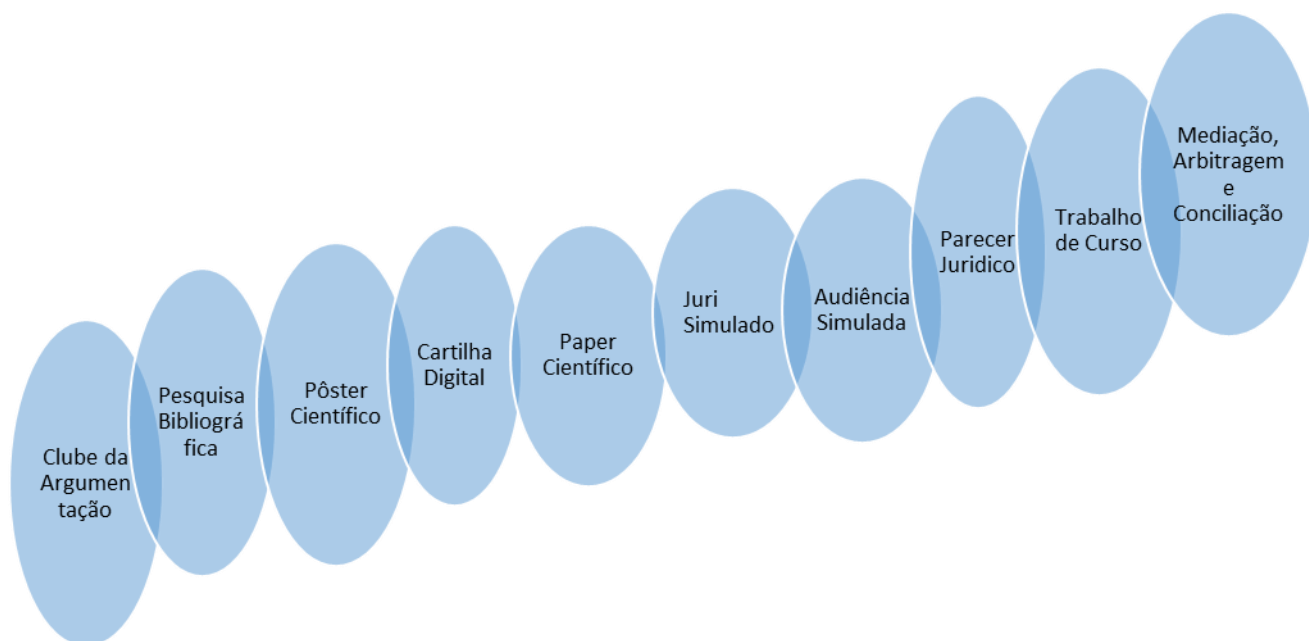 Clube da
Argumen
tação
Pesquisa
Bibliográ
fica
Pôster
Científico
Cartilha
Digital
Paper
Científico
Juri
Simulado
Audiência
Simulada
Parecer
Juridico
Trabalho
de Curso
Mediação,
Arbitragem
e
Conciliação